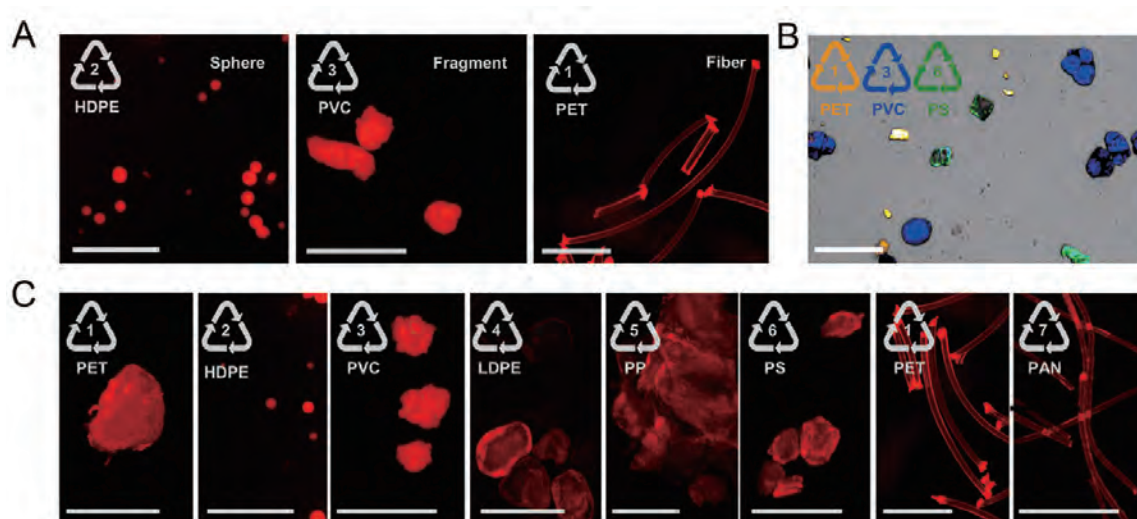 A
2
HDPE
Sphere
3
PVC
Fragment
1
PET
Fiber
B
1
PET
3
PVC
6
PS
C
1
PET
2
HDPE
3
PVC
4
LDPE
5
PP
6
PS
1
PET
7
PAN